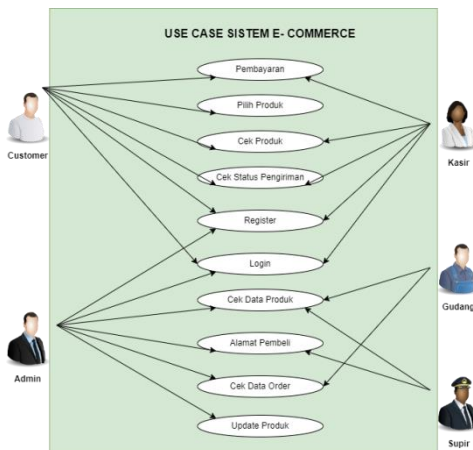 USE CASE SISTEM E- COMMERCE
Pembayaran
Pilih Produk
Customer
Cek Produk
Kasir
Cek Status Pengiriman
Register
Login
Cek Data Produk
Gudang
Alamat Pembeli
Admin
Cek Data Order
Update Produk
Supir